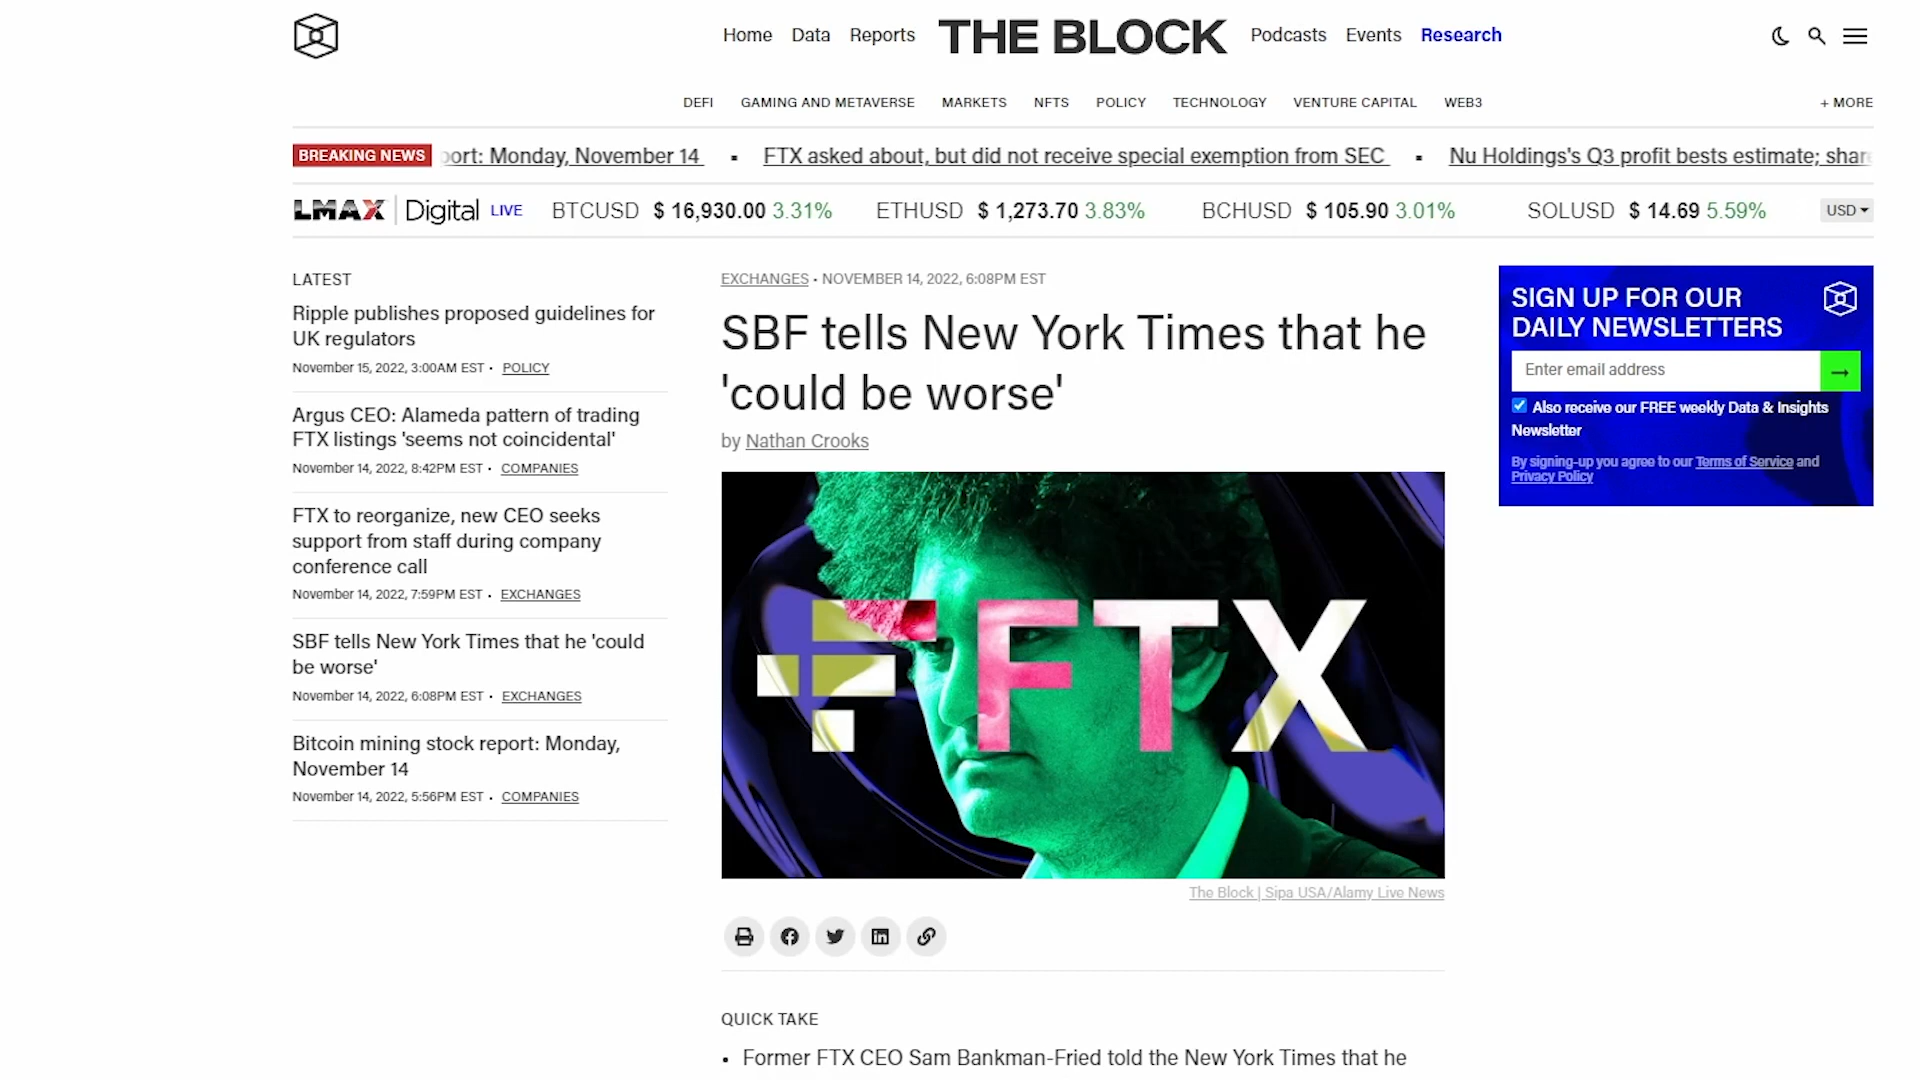 Home Data Reports THE BLOCK Podcasts Events Research
DEFI GAMING AND METAVERSE MARKETS NFTS POLICY TECHNOLOGY VENTURE CAPITAL WEB3 + MORE
BREAKING NEWS ort: Monday, November 14 ▪ FTX asked about, but did not receive special exemption from SEC ▪ Nu Holdings's Q3 profit bests estimate; shar
LMAX Digital LIVE BTCUSD $ 16,930.00 3.31% ETHUSD $ 1,273.70 3.83% BCHUSD $ 105.90 3.01% SOLUSD $ 14.69 5.59% USD
LATEST
Ripple publishes proposed guidelines for
UK regulators
November 15, 2022, 3:00AM EST • POLICY
Argus CEO: Alameda pattern of trading
FTX listings 'seems not coincidental'
November 14, 2022, 8:42PM EST • COMPANIES
FTX to reorganize, new CEO seeks
support from staff during company
conference call
November 14, 2022, 7:59PM EST • EXCHANGES
SBF tells New York Times that he 'could
be worse'
November 14, 2022, 6:08PM EST • EXCHANGES
Bitcoin mining stock report: Monday,
November 14
November 14, 2022, 5:56PM EST • COMPANIES
EXCHANGES • NOVEMBER 14, 2022, 6:08PM EST
SBF tells New York Times that he
'could be worse'
by Nathan Crooks
FTX
The Block | Sipa USA/Alamy Live News
QUICK TAKE
• Former FTX CEO Sam Bankman-Fried told the New York Times that he
SIGN UP FOR OUR
DAILY NEWSLETTERS
Enter email address →
Also receive our FREE weekly Data & Insights
Newsletter
By signing-up you agree to our Terms of Service and
Privacy Policy